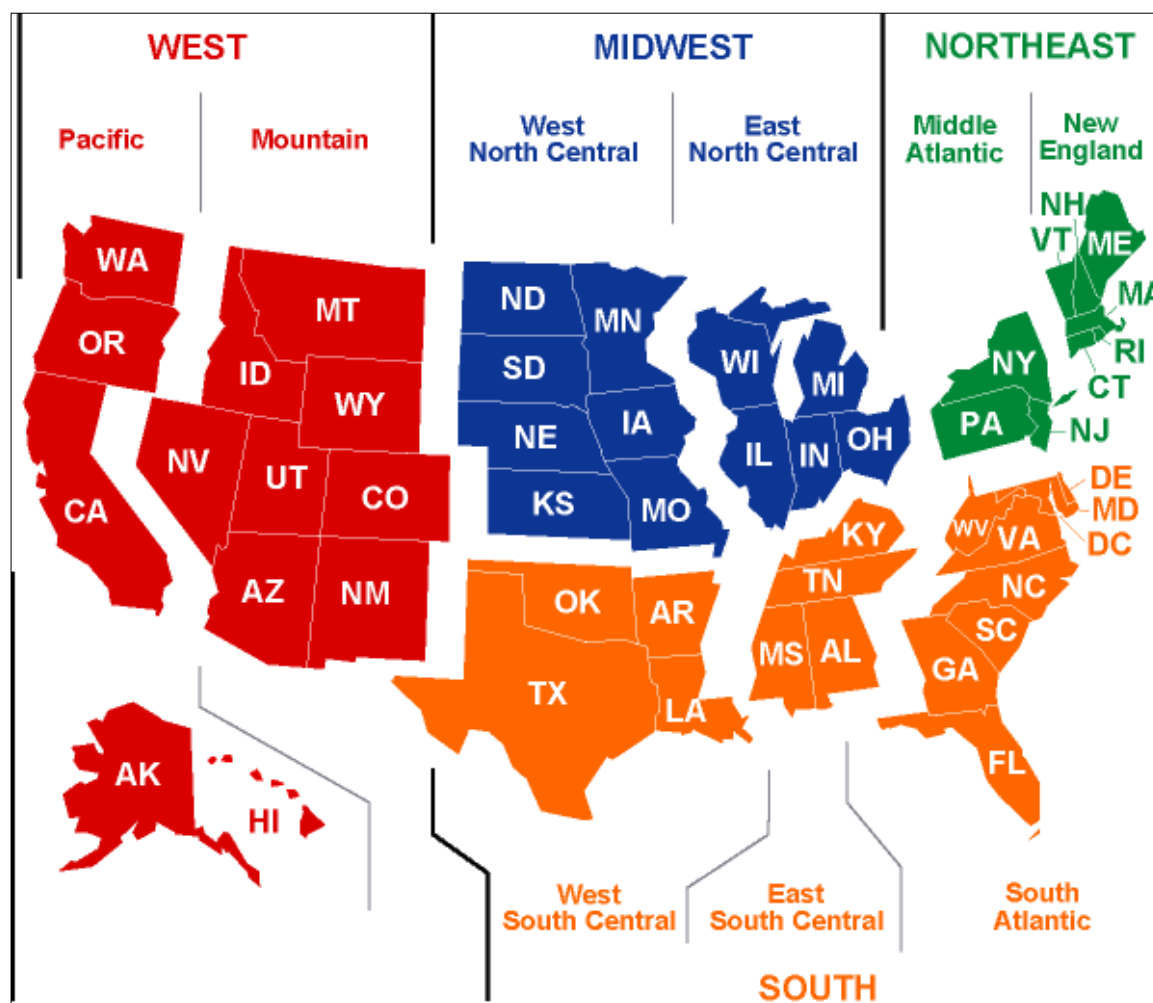 WEST
MIDWEST
NORTHEAST
Pacific
Mountain
West
North Central
East
North Central
Middle
Atlantic
New
England
WA
OR
CA
MT
ID
WY
NV
UT
CO
AZ
NM
AK
HI
ND
MN
SD
NE
IA
KS
MO
WI
MI
IL
IN
OH
NH
VT
ME
MA
RI
CT
NY
PA
NJ
DE
MD
DC
WV
VA
KY
TN
NC
SC
OK
AR
MS
AL
GA
TX
LA
FL
West
South Central
East
South Central
South
Atlantic
SOUTH